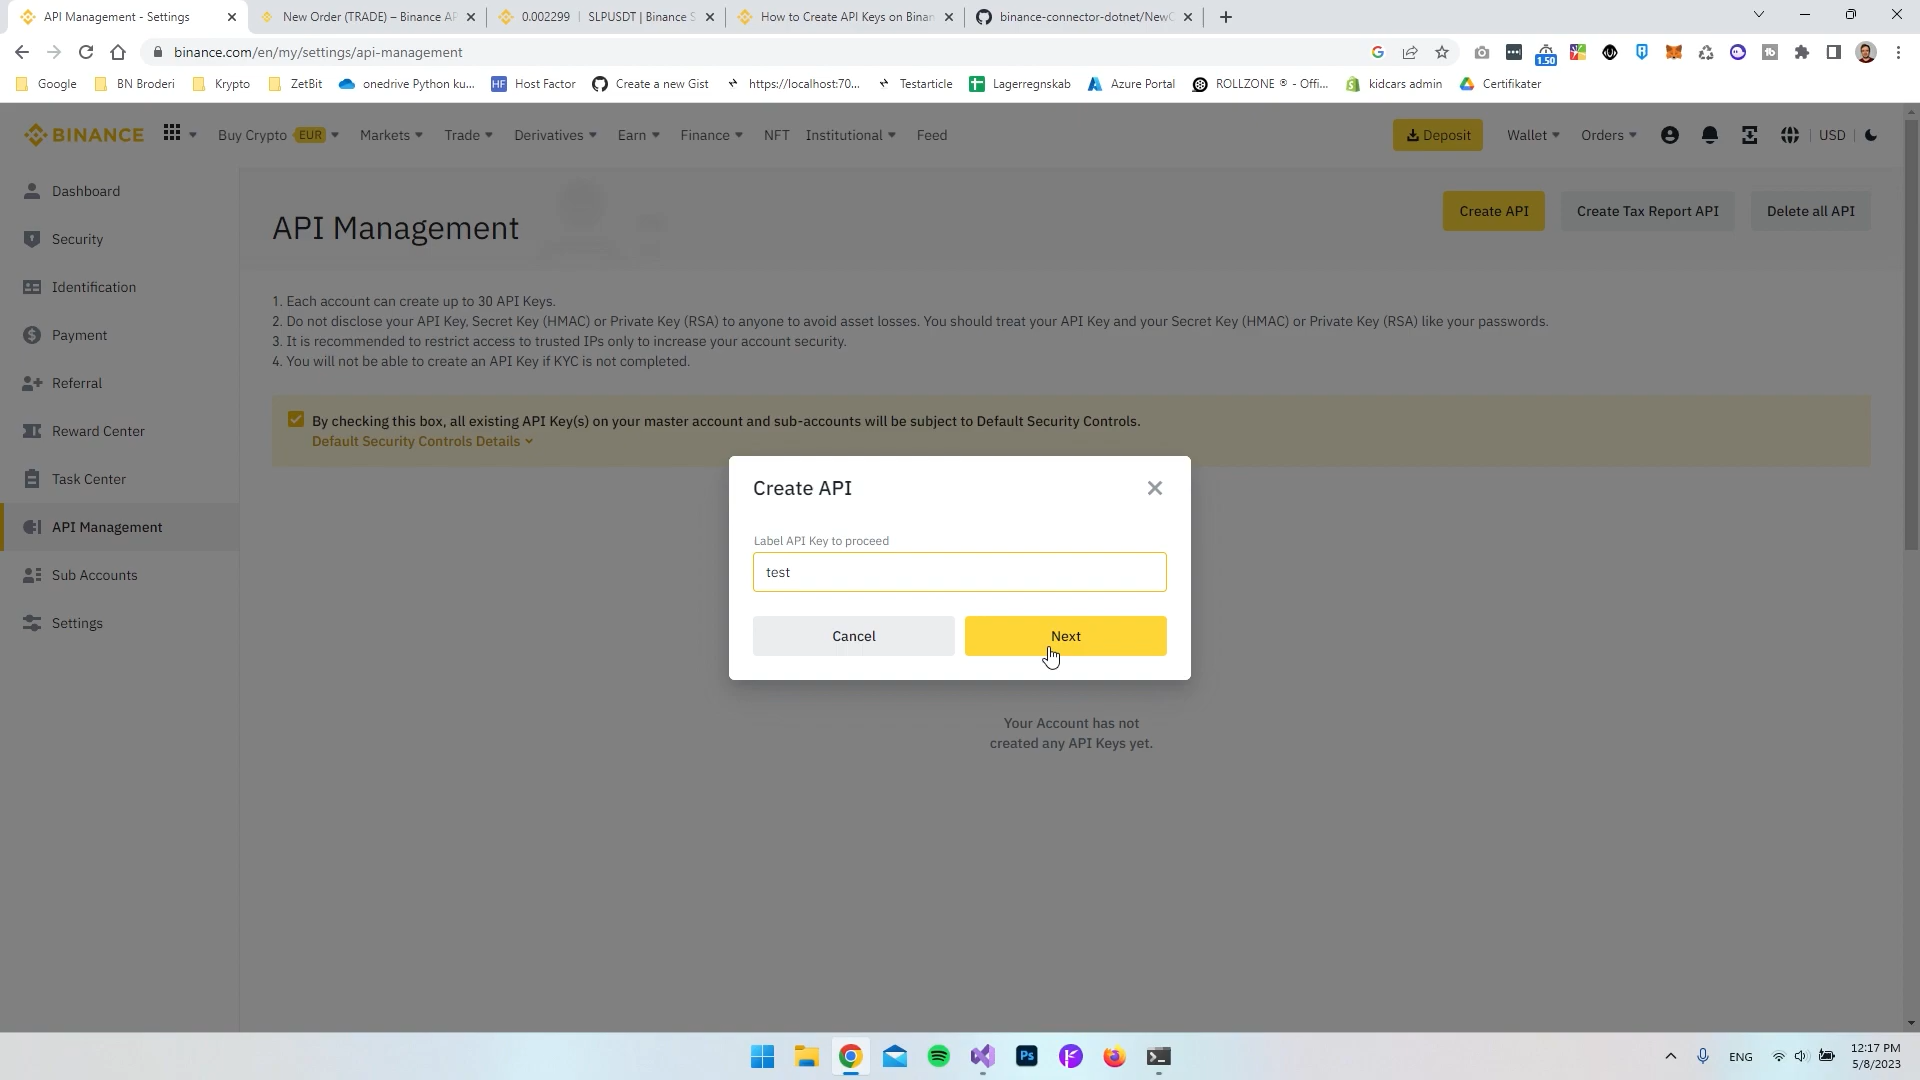 API Management - Settings
New Order (TRADE) – Binance AP
0.002299 | SLPUSDT | Binance S
How to Create API Keys on Binan
binance-connector-dotnet/NewO
binance.com/en/my/settings/api-management
1.50
Google
BN Broderi
Krypto
ZetBit
onedrive Python ku...
HF Host Factor
Create a new Gist
https://localhost:70...
Testarticle
Lagerregnskab
Azure Portal
ROLLZONE ® - Offi...
kidcars admin
Certifikater
BINANCE
Buy Crypto EUR
Markets
Trade
Derivatives
Earn
Finance
NFT
Institutional
Feed
Deposit
Wallet
Orders
USD
Dashboard
Security
Identification
Payment
Referral
Reward Center
Task Center
API Management
Sub Accounts
Settings
API Management
Create API
Create Tax Report API
Delete all API
1. Each account can create up to 30 API Keys.
2. Do not disclose your API Key, Secret Key (HMAC) or Private Key (RSA) to anyone to avoid asset losses. You should treat your API Key and your Secret Key (HMAC) or Private Key (RSA) like your passwords.
3. It is recommended to restrict access to trusted IPs only to increase your account security.
4. You will not be able to create an API Key if KYC is not completed.
By checking this box, all existing API Key(s) on your master account and sub-accounts will be subject to Default Security Controls.
Default Security Controls Details
Create API
Label API Key to proceed
test
Cancel
Next
Your Account has not
created any API Keys yet.
Ps
ENG
12:17 PM
5/8/2023